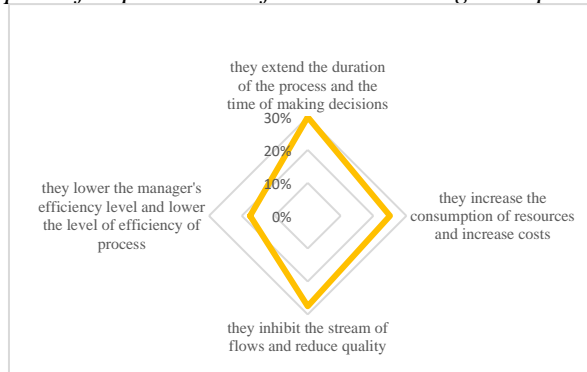 they extend the duration
of the process and the
time of making decisions
30%
20%
10%
0%
they lower the manager's
efficiency level and lower
the level of efficiency of
process
they increase the
consumption of resources
and increase costs
they inhibit the stream of
flows and reduce quality